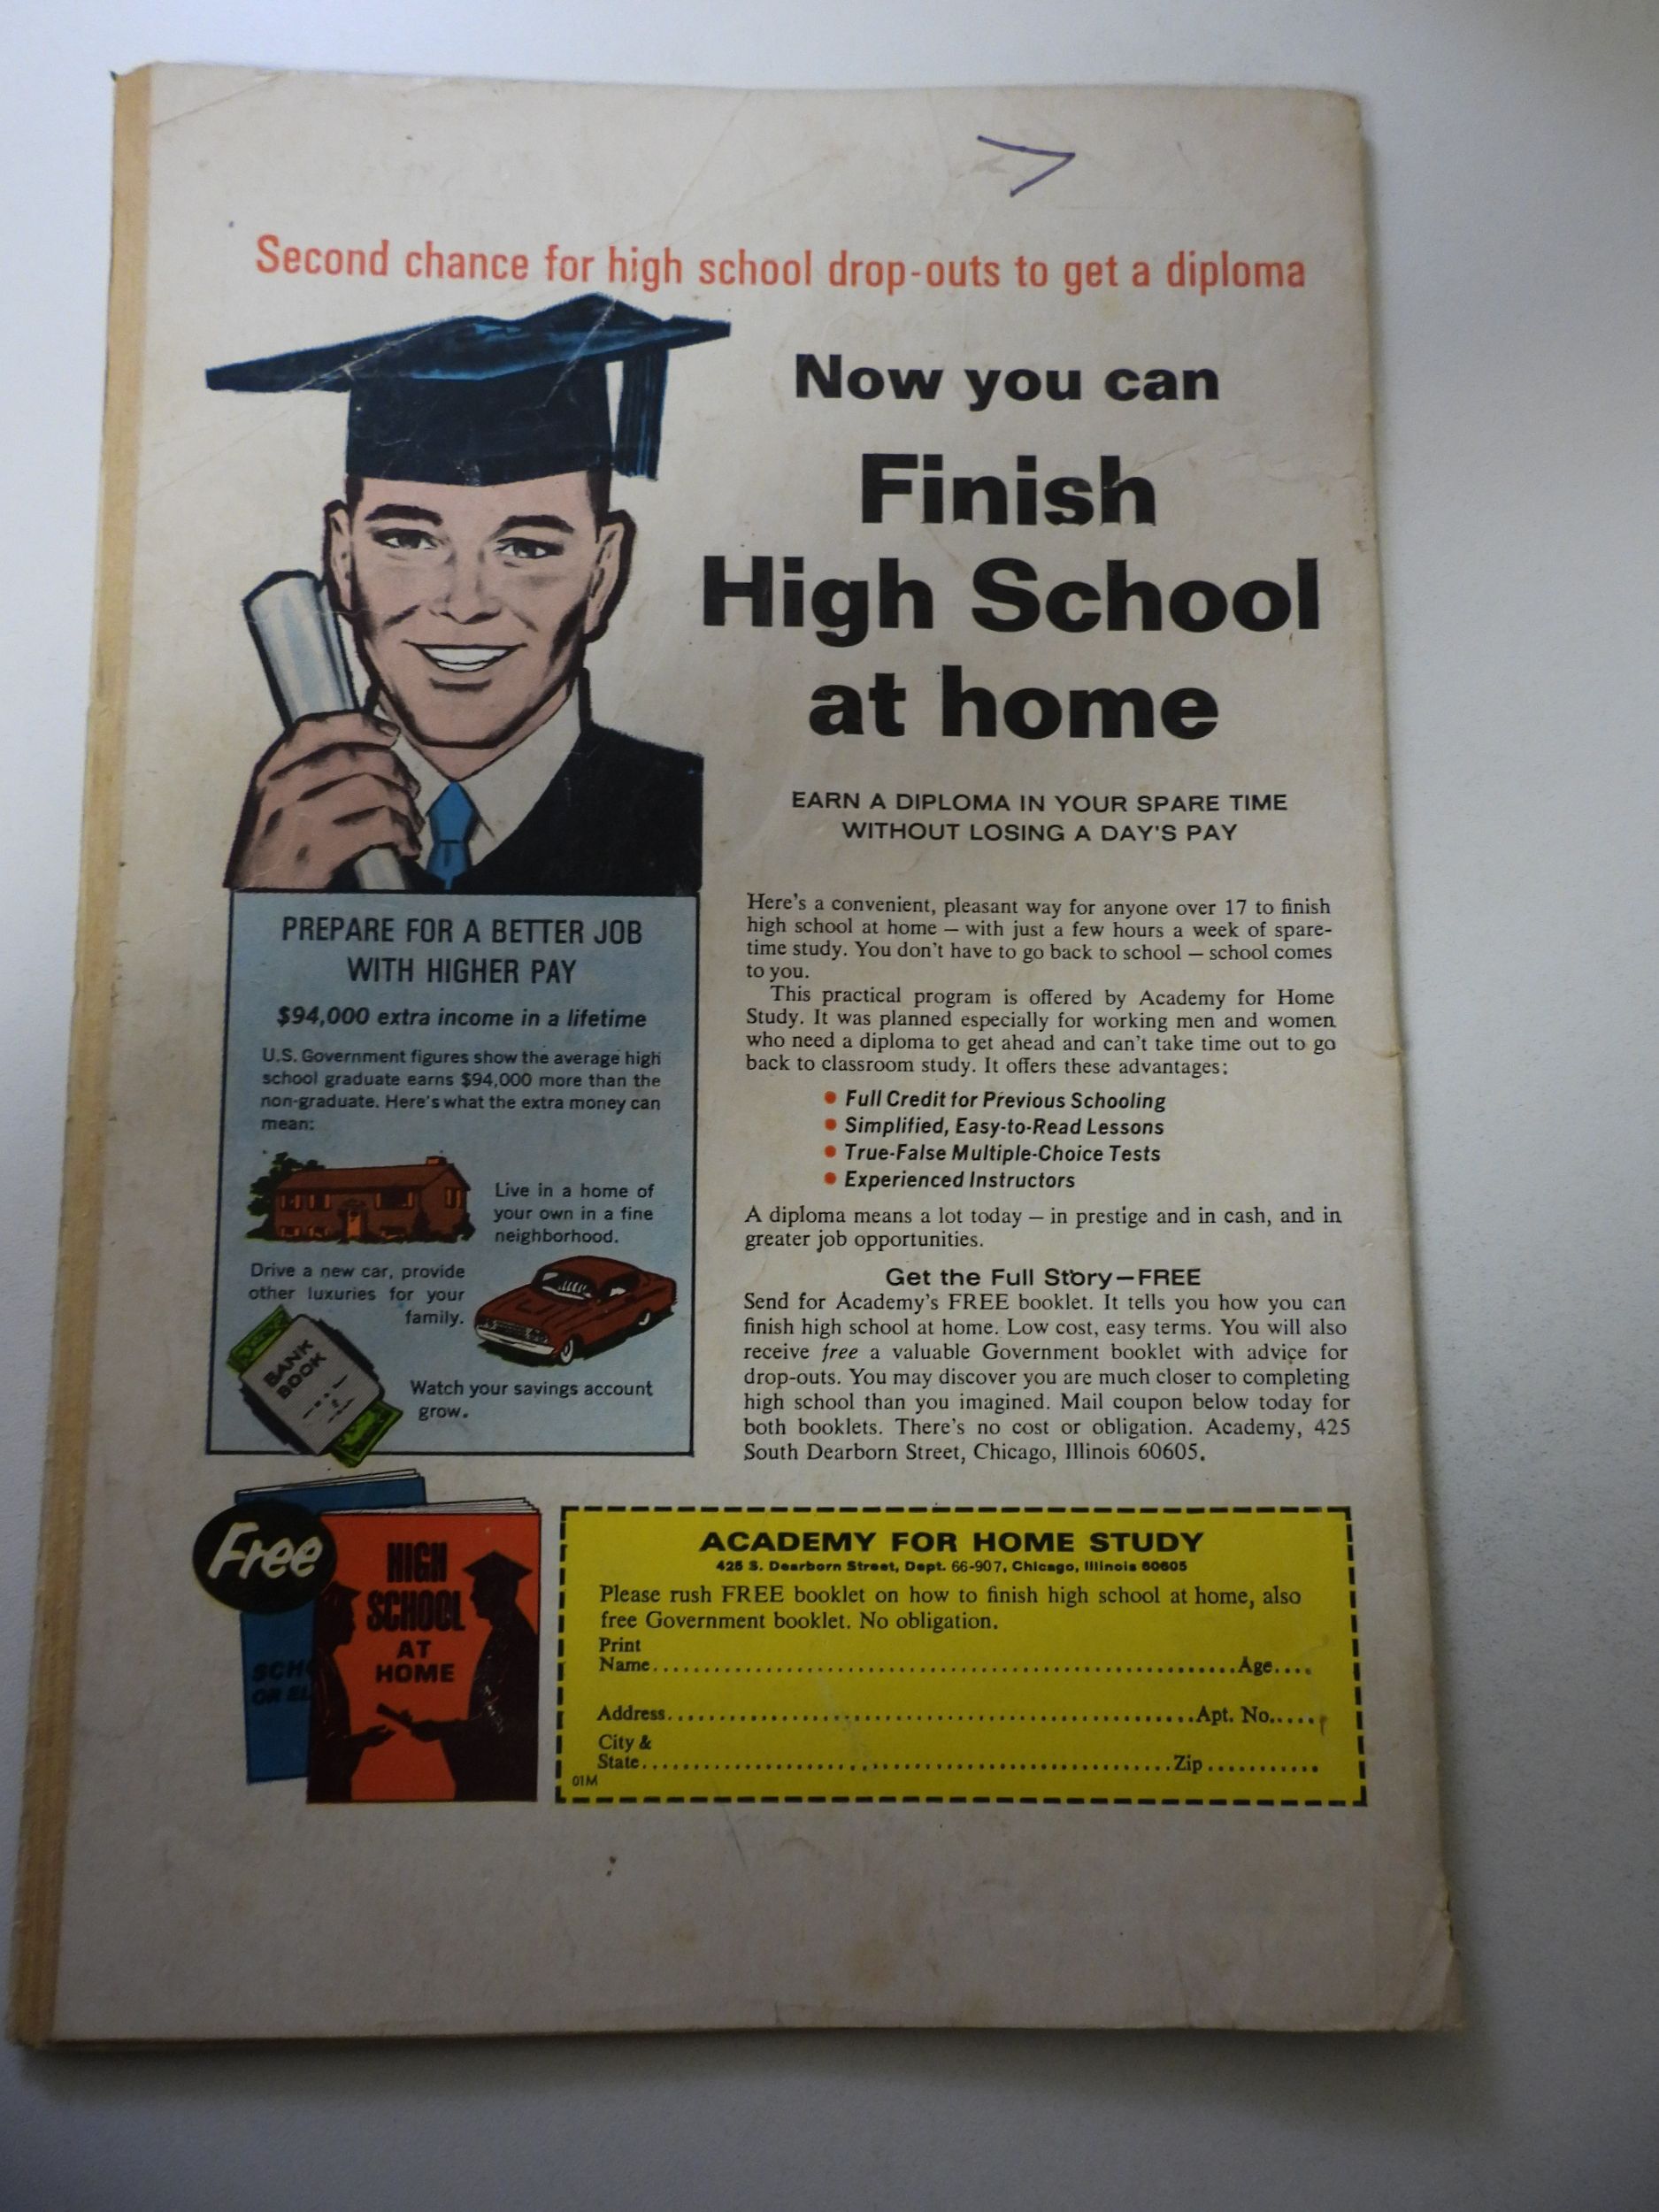 Second chance for high school drop-outs to get a diploma
Now you can
Finish
High School
at home
EARN A DIPLOMA IN YOUR SPARE TIME
WITHOUT LOSING A DAY'S PAY
PREPARE FOR A BETTER JOB
WITH HIGHER PAY
$94,000 extra income in a lifetime
U.S. Government figures show the average high
school graduate earns $94,000 more than the
non-graduate. Here's what the extra money can
mean:
Live in a home of
your own in a fine
neighborhood.
Drive a new car, provide
other luxuries for your
family.
BANK
BOOK
Watch your savings account
grow.
Here's a convenient, pleasant way for anyone over 17 to finish
high school at home – with just a few hours a week of spare-
time study. You don't have to go back to school – school comes
to you.
This practical program is offered by Academy for Home
Study. It was planned especially for working men and women
who need a diploma to get ahead and can't take time out to go
back to classroom study. It offers these advantages:
• Full Credit for Previous Schooling
• Simplified, Easy-to-Read Lessons
• True-False Multiple-Choice Tests
• Experienced Instructors
A diploma means a lot today – in prestige and in cash, and in
greater job opportunities.
Get the Full Story–FREE
Send for Academy's FREE booklet. It tells you how you can
finish high school at home. Low cost, easy terms. You will also
receive free a valuable Government booklet with advice for
drop-outs. You may discover you are much closer to completing
high school than you imagined. Mail coupon below today for
both booklets. There's no cost or obligation. Academy, 425
South Dearborn Street, Chicago, Illinois 60605.
Free
HIGH
SCHOOL
AT
HOME
SCH
OR EL
ACADEMY FOR HOME STUDY
425 S. Dearborn Street, Dept. 66-907, Chicago, Illinois 60605
Please rush FREE booklet on how to finish high school at home, also
free Government booklet. No obligation.
Print
Name..........Age....
Address..........Apt. No.....
City &
State..........Zip..........
01M